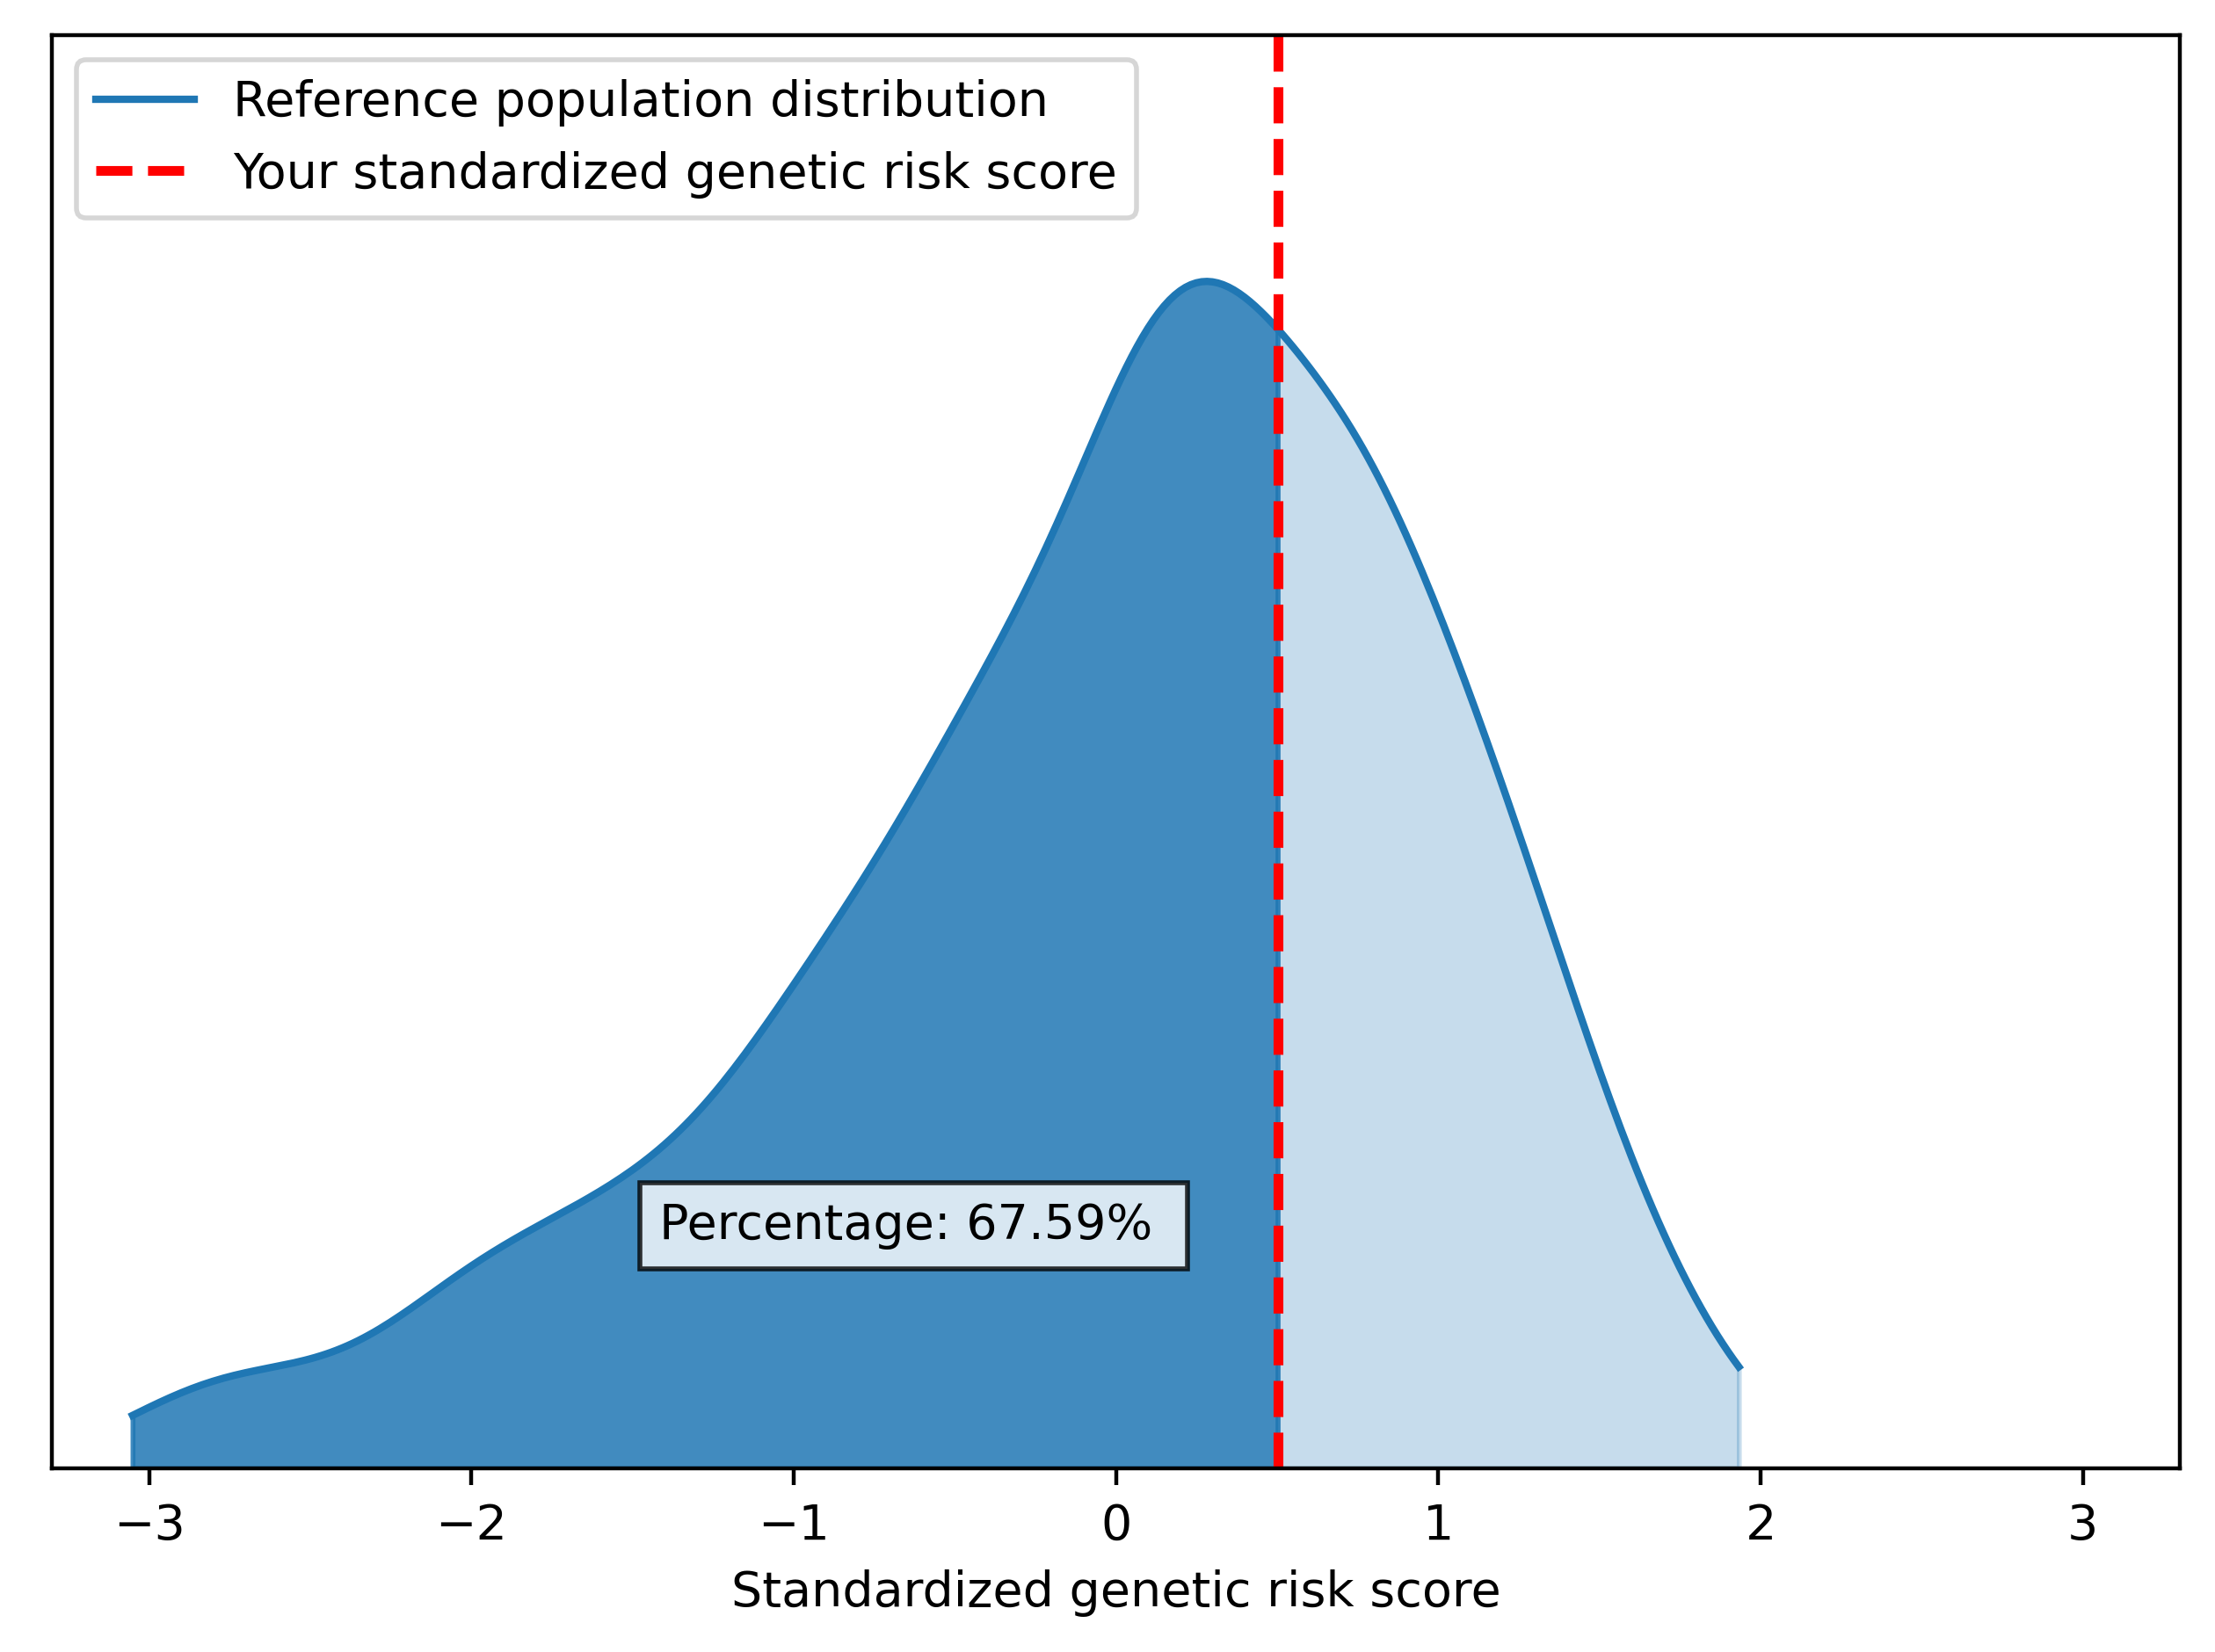 Reference population distribution
Your standardized genetic risk score
Percentage: 67.59%
−3 −2 −1 0 1 2 3
Standardized genetic risk score